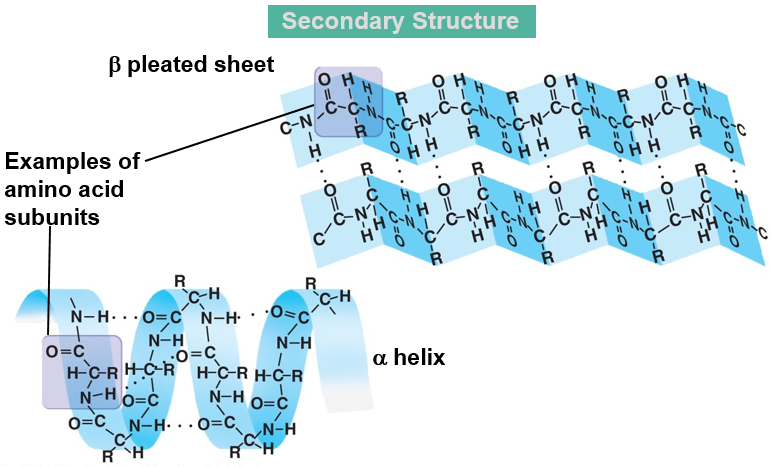 Secondary Structure
β pleated sheet
Examples of
amino acid
subunits
α helix
O H H O H H O H H O H H
C C N C C N C C N C C N C C N C C N C C N C C N C C
R R R R R R R
H O H O H O H O
R R R R
O H O H O H O H
C C N C C N C C N C C N C C N C C N C C N C C N C
H R H R H R H R
R R
C H C H
N H O C N H O C
O C N H O C N H
H C R H C R H C R H C R
N H O C N H O C
O C N H O C N H
C C
R H R H